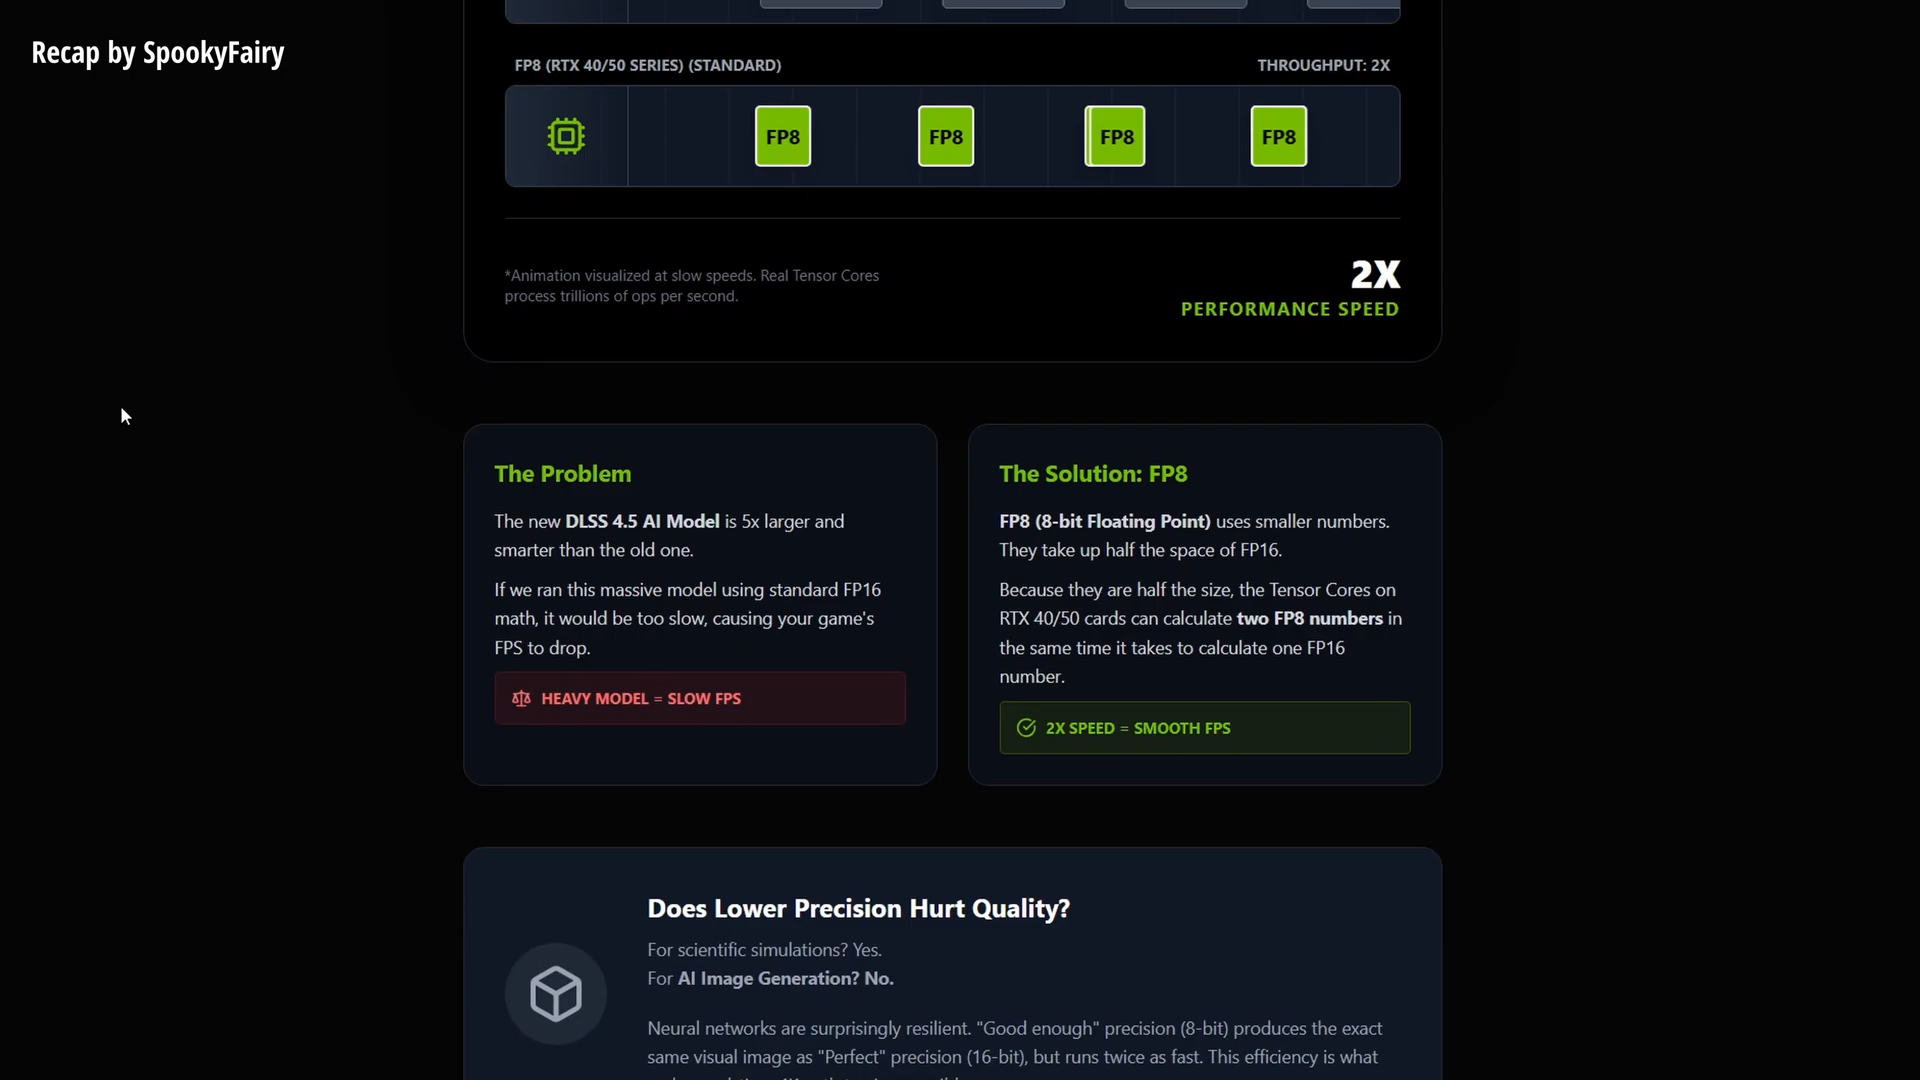 Recap by SpookyFairy
FP8 (RTX 40/50 SERIES) (STANDARD)
THROUGHPUT: 2X
FP8
FP8
FP8
FP8
*Animation visualized at slow speeds. Real Tensor Cores
process trillions of ops per second.
2X
PERFORMANCE SPEED
The Problem
The new DLSS 4.5 AI Model is 5x larger and
smarter than the old one.
If we ran this massive model using standard FP16
math, it would be too slow, causing your game's
FPS to drop.
HEAVY MODEL = SLOW FPS
The Solution: FP8
FP8 (8-bit Floating Point) uses smaller numbers.
They take up half the space of FP16.
Because they are half the size, the Tensor Cores on
RTX 40/50 cards can calculate two FP8 numbers in
the same time it takes to calculate one FP16
number.
2X SPEED = SMOOTH FPS
Does Lower Precision Hurt Quality?
For scientific simulations? Yes.
For AI Image Generation? No.
Neural networks are surprisingly resilient. "Good enough" precision (8-bit) produces the exact
same visual image as "Perfect" precision (16-bit), but runs twice as fast. This efficiency is what